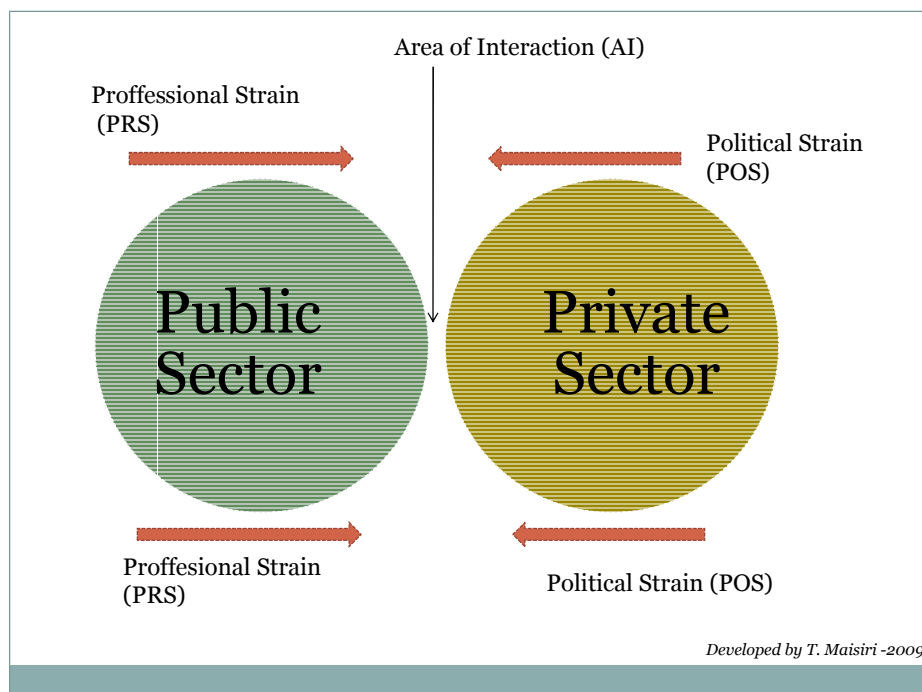 Area of Interaction (AI)
Proffessional Strain
(PRS)
Political Strain
(POS)
Public
Sector
Private
Sector
Proffesional Strain
(PRS)
Political Strain (POS)
Developed by T. Maisiri -2009